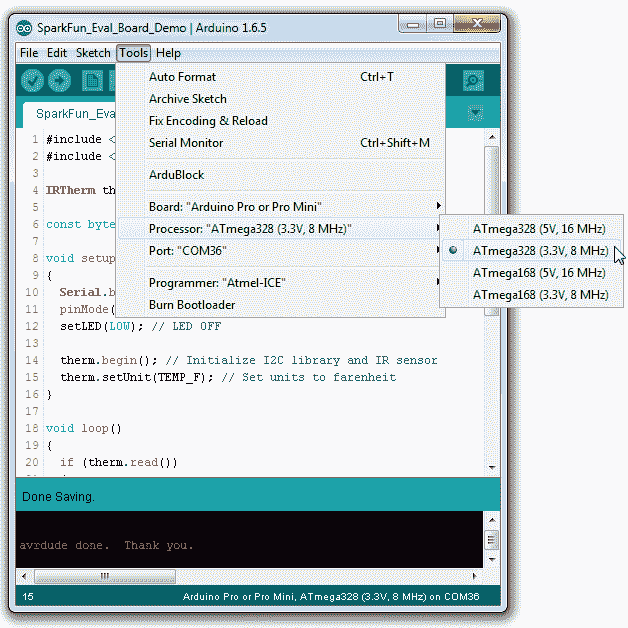 SparkFun_Eval_Board_Demo | Arduino 1.6.5
File Edit Sketch Tools Help
Auto Format Ctrl+T
Archive Sketch
Fix Encoding & Reload
Serial Monitor Ctrl+Shift+M
ArduBlock
Board: "Arduino Pro or Pro Mini"
Processor: "ATmega328 (3.3V, 8 MHz)"
Port: "COM36"
Programmer: "Atmel-ICE"
Burn Bootloader
ATmega328 (5V, 16 MHz)
ATmega328 (3.3V, 8 MHz)
ATmega168 (5V, 16 MHz)
ATmega168 (3.3V, 8 MHz)
SparkFun_Eva
1 #include <
2 #include <
3
4 IRTherm th
5
6 const byte
7
8 void setup
9 {
10 Serial.b
11 pinMode(
12 setLED(LOW); // LED OFF
13
14 therm.begin(); // Initialize I2C library and IR sensor
15 therm.setUnit(TEMP_F); // Set units to farenheit
16 }
17
18 void loop()
19 {
20 if (therm.read())
Done Saving.
avrdude done. Thank you.
15 Arduino Pro or Pro Mini, ATmega328 (3.3V, 8 MHz) on COM36